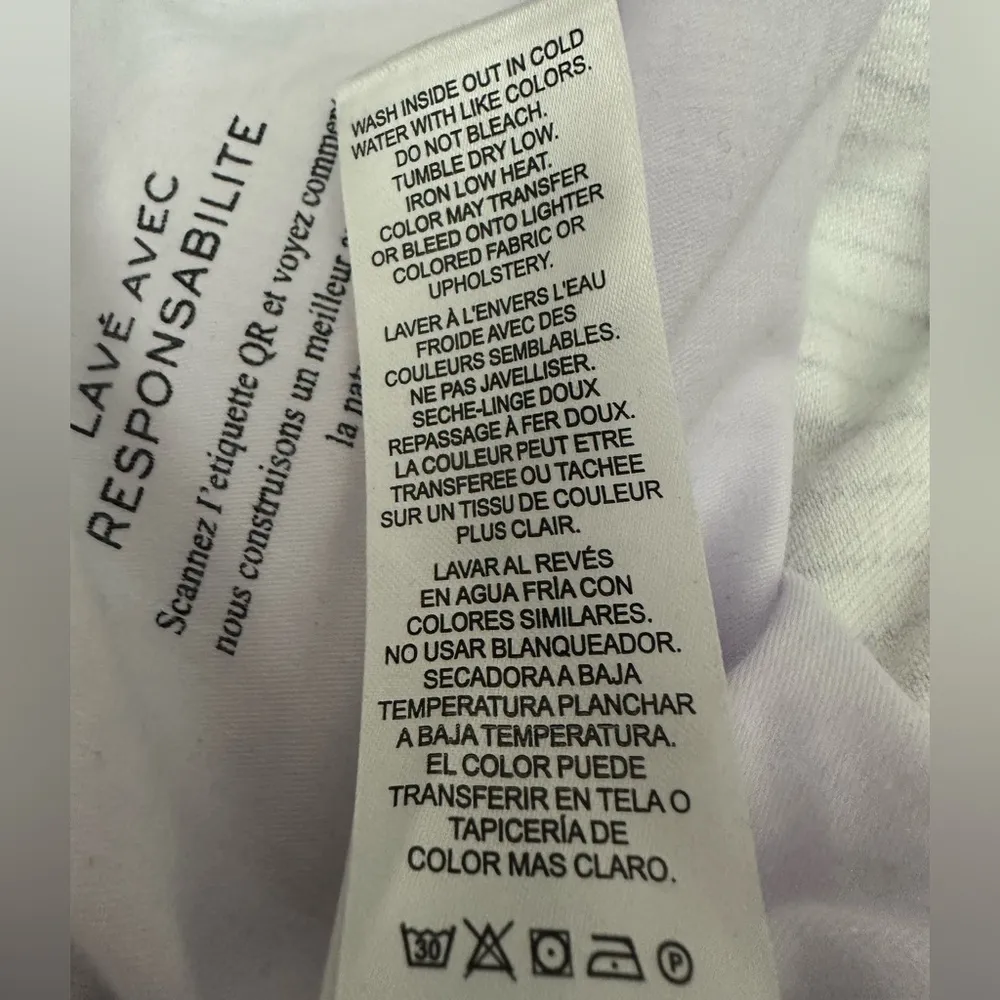 LAVÉ AVEC
RESPONSABILITE
Scannez l'etiquette QR et voyez
nous construisons un meilleur
la
WASH INSIDE OUT IN COLD
WATER WITH LIKE COLORS.
DO NOT BLEACH.
TUMBLE DRY LOW.
IRON LOW HEAT.
COLOR MAY TRANSFER
OR BLEED ONTO LIGHTER
COLORED FABRIC OR
UPHOLSTERY.
LAVER À L'ENVERS L'EAU
FROIDE AVEC DES
COULEURS SEMBLABLES.
NE PAS JAVELLISER.
SECHE-LINGE DOUX
REPASSAGE À FER DOUX.
LA COULEUR PEUT ETRE
TRANSFEREE OU TACHEE
SUR UN TISSU DE COULEUR
PLUS CLAIR.
LAVAR AL REVÉS
EN AGUA FRÍA CON
COLORES SIMILARES.
NO USAR BLANQUEADOR.
SECADORA A BAJA
TEMPERATURA PLANCHAR
A BAJA TEMPERATURA.
EL COLOR PUEDE
TRANSFERIR EN TELA O
TAPICERÍA DE
COLOR MAS CLARO.
30 P